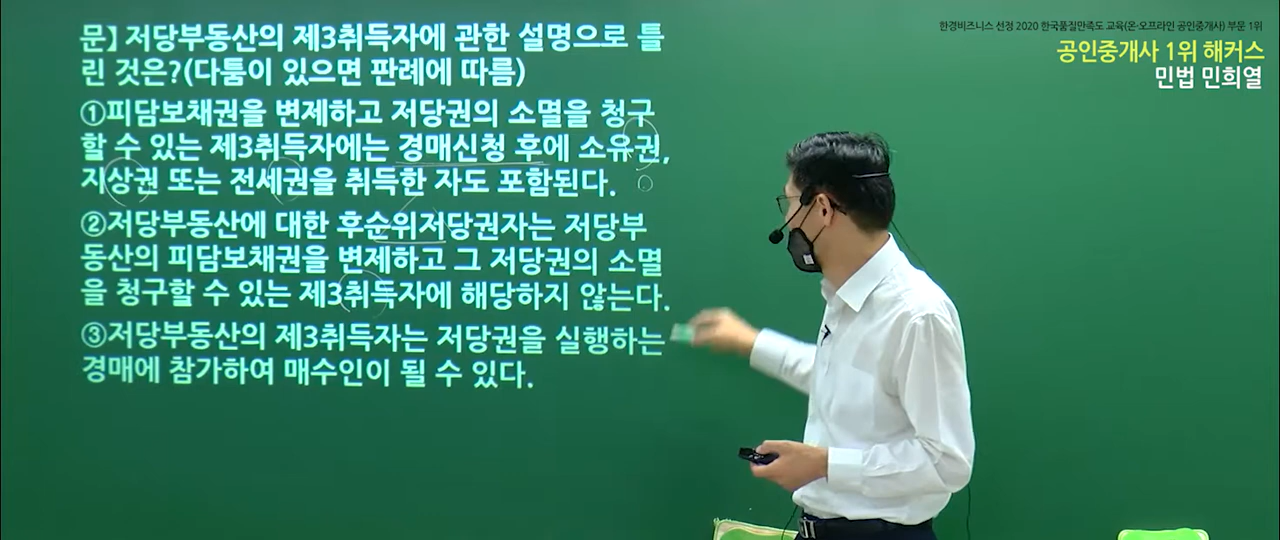 한경비즈니스 선정 2020 한국품질만족도 교육(온·오프라인 공인중개사) 부문 1위
공인중개사 1위 해커스
민법 민희열
문] 저당부동산의 제3취득자에 관한 설명으로 틀
린 것은?(다툼이 있으면 판례에 따름)
①피담보채권을 변제하고 저당권의 소멸을 청구
할 수 있는 제3취득자에는 경매신청 후에 소유권,
지상권 또는 전세권을 취득한 자도 포함된다.
②저당부동산에 대한 후순위저당권자는 저당부
동산의 피담보채권을 변제하고 그 저당권의 소멸
을 청구할 수 있는 제3취득자에 해당하지 않는다.
③저당부동산의 제3취득자는 저당권을 실행하는
경매에 참가하여 매수인이 될 수 있다.